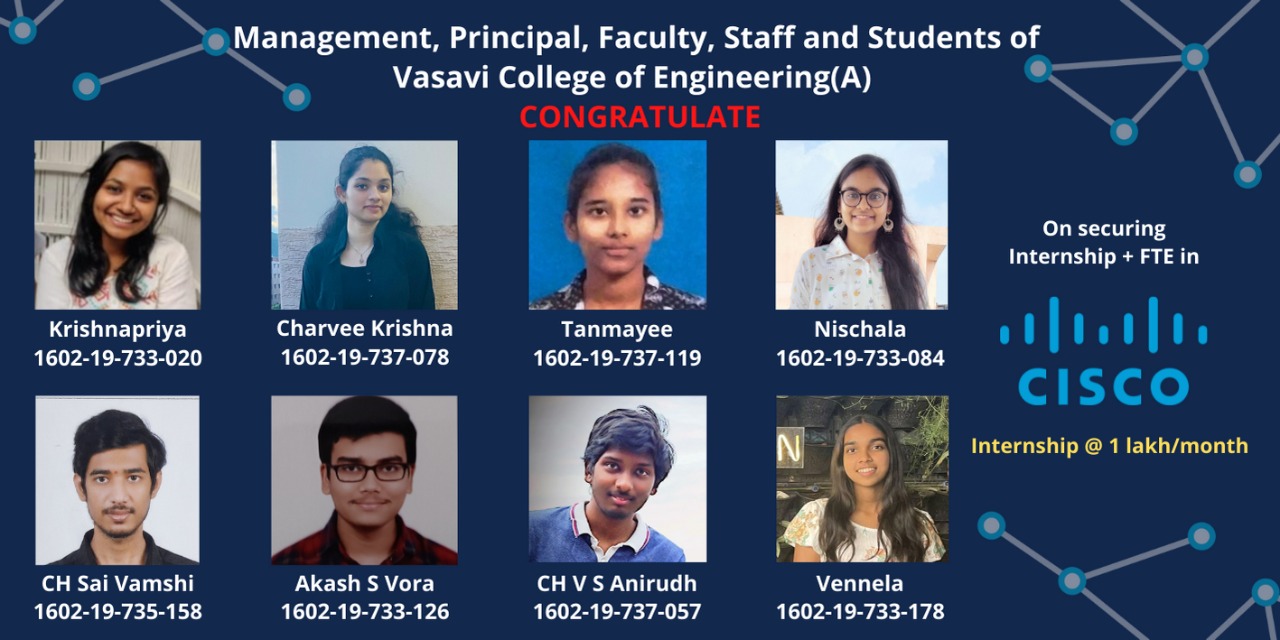 Management, Principal, Faculty, Staff and Students of
Vasavi College of Engineering(A)
CONGRATULATE
Krishnapriya
1602-19-733-020
Charvee Krishna
1602-19-737-078
Tanmayee
1602-19-737-119
Nischala
1602-19-733-084
CH Sai Vamshi
1602-19-735-158
Akash S Vora
1602-19-733-126
CH V S Anirudh
1602-19-737-057
N
Vennela
1602-19-733-178
On securing
Internship + FTE in
CISCO
Internship @ 1 lakh/month